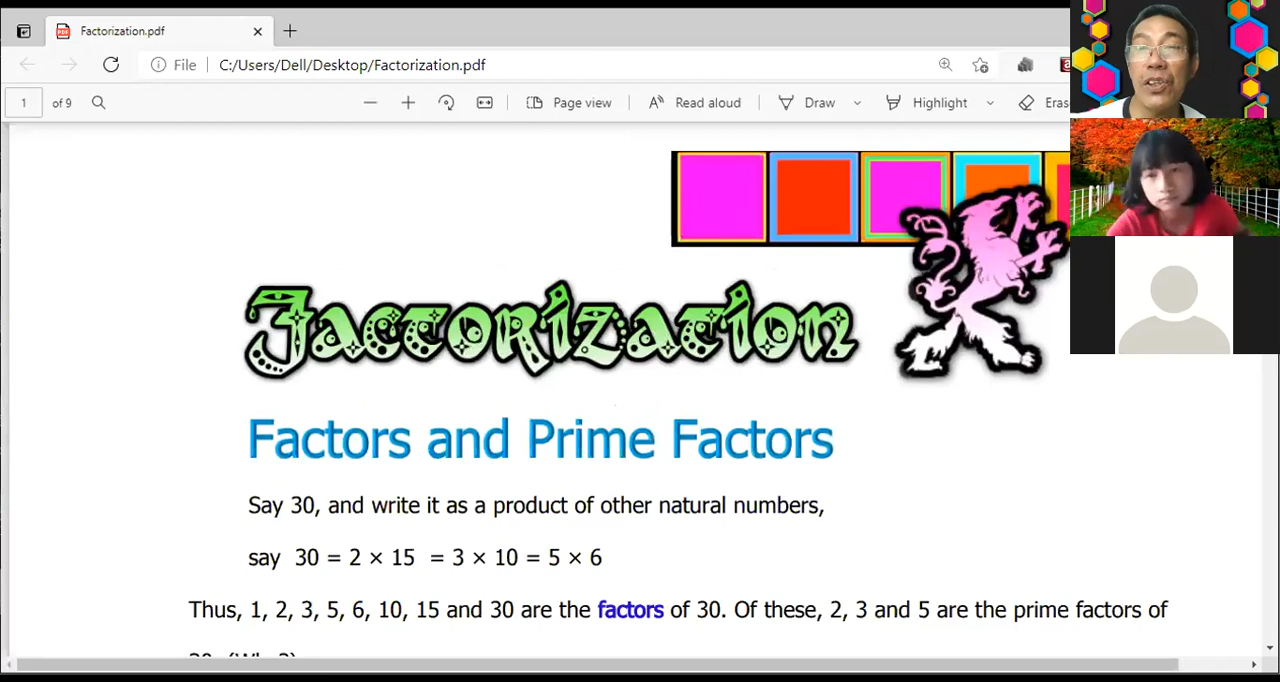 Factorization.pdf
File C:/Users/Dell/Desktop/Factorization.pdf
1 of 9 Page view Read aloud Draw Highlight
Factorization
Factors and Prime Factors
Say 30, and write it as a product of other natural numbers,
say 30 = 2 × 15 = 3 × 10 = 5 × 6
Thus, 1, 2, 3, 5, 6, 10, 15 and 30 are the factors of 30. Of these, 2, 3 and 5 are the prime factors of